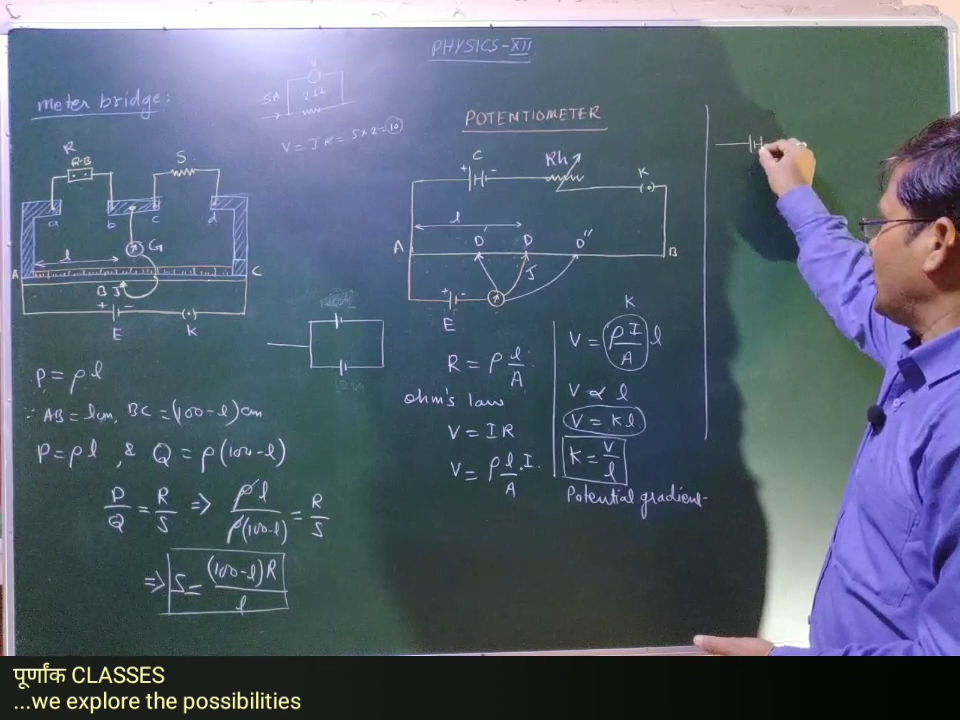 PHYSICS-XII
meter bridge:
5A
2Ω
V = IR = 5×2=10
R
R·B
S
a
b
c
d
G
l
A
B
J
C
+
-
E
K
P = ρl
∵ AB = l cm, BC = (100-l) cm
P = ρl , & Q = ρ(100-l)
P/Q = R/S => ρl/ρ(100-l) = R/S
=> S = (100-l)R/l
POTENTIOMETER
C
Rh
+
-
K
l
A
D'
D
D''
B
J
+
-
E
R = ρ l/A
ohm's law
V = IR
V = ρ l/A . I
K
V = ρI/A l
V ∝ l
V = Kl
K = V/l
Potential gradient
पूर्णांक CLASSES
...we explore the possibilities